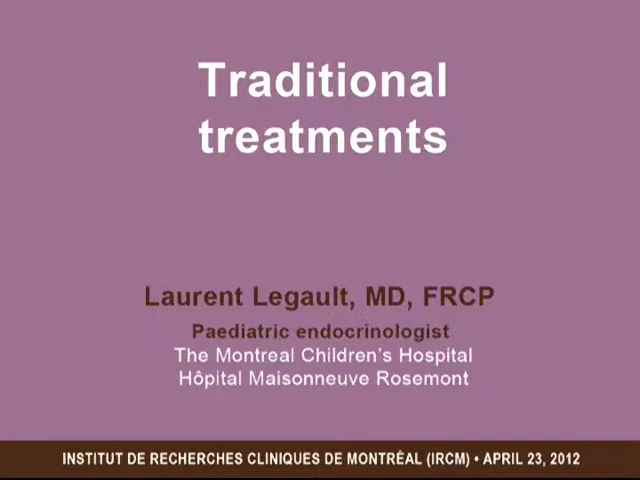 Traditional
treatments
Laurent Legault, MD, FRCP
Paediatric endocrinologist
The Montreal Children's Hospital
Hôpital Maisonneuve Rosemont
INSTITUT DE RECHERCHES CLINIQUES DE MONTRÉAL (IRCM) • APRIL 23, 2012